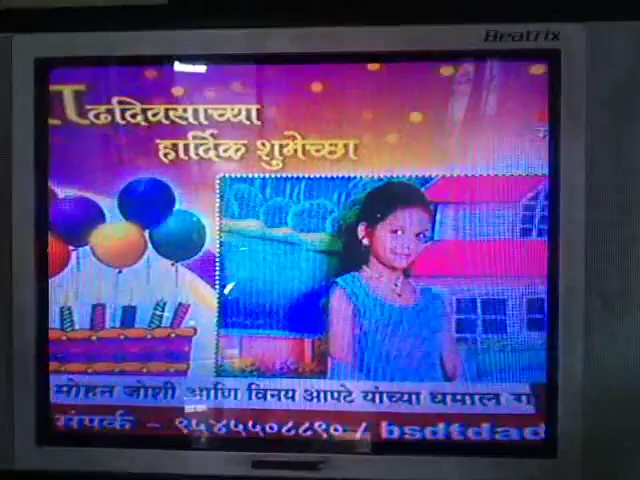 Beatrix
वाढदिवसाच्या
हार्दिक शुभेच्छा
मोहन जोशी आणि विनय आपटे यांच्या धमाल
संपर्क - ९५४५५०८८९० / bsdtdad